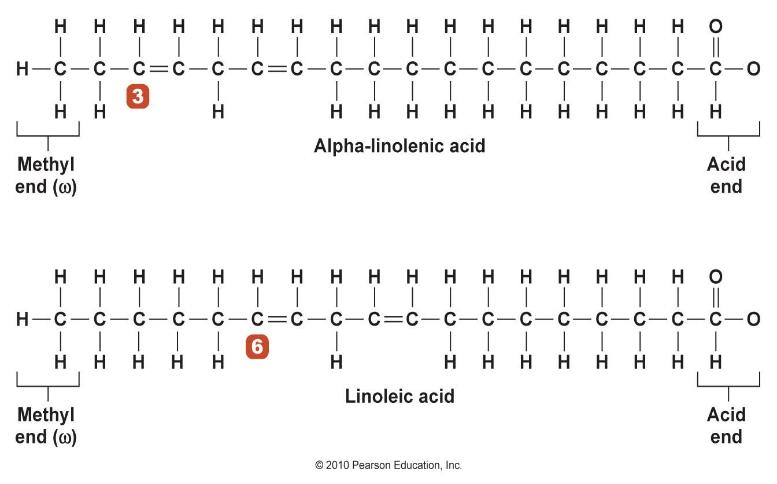 H H H H H H H H H H H H H H H H H O
H—C—C—C=C—C—C=C—C—C—C—C—C—C—C—C—C—C—C—O
3
H H H H H H H H H H H H H H
Alpha-linolenic acid
Methyl
end (ω)
Acid
end
H H H H H H H H H H H H H H H H H O
H—C—C—C—C—C—C=C—C—C=C—C—C—C—C—C—C—C—C—O
6
H H H H H H H H H H H H H H
Linoleic acid
Methyl
end (ω)
Acid
end
© 2010 Pearson Education, Inc.